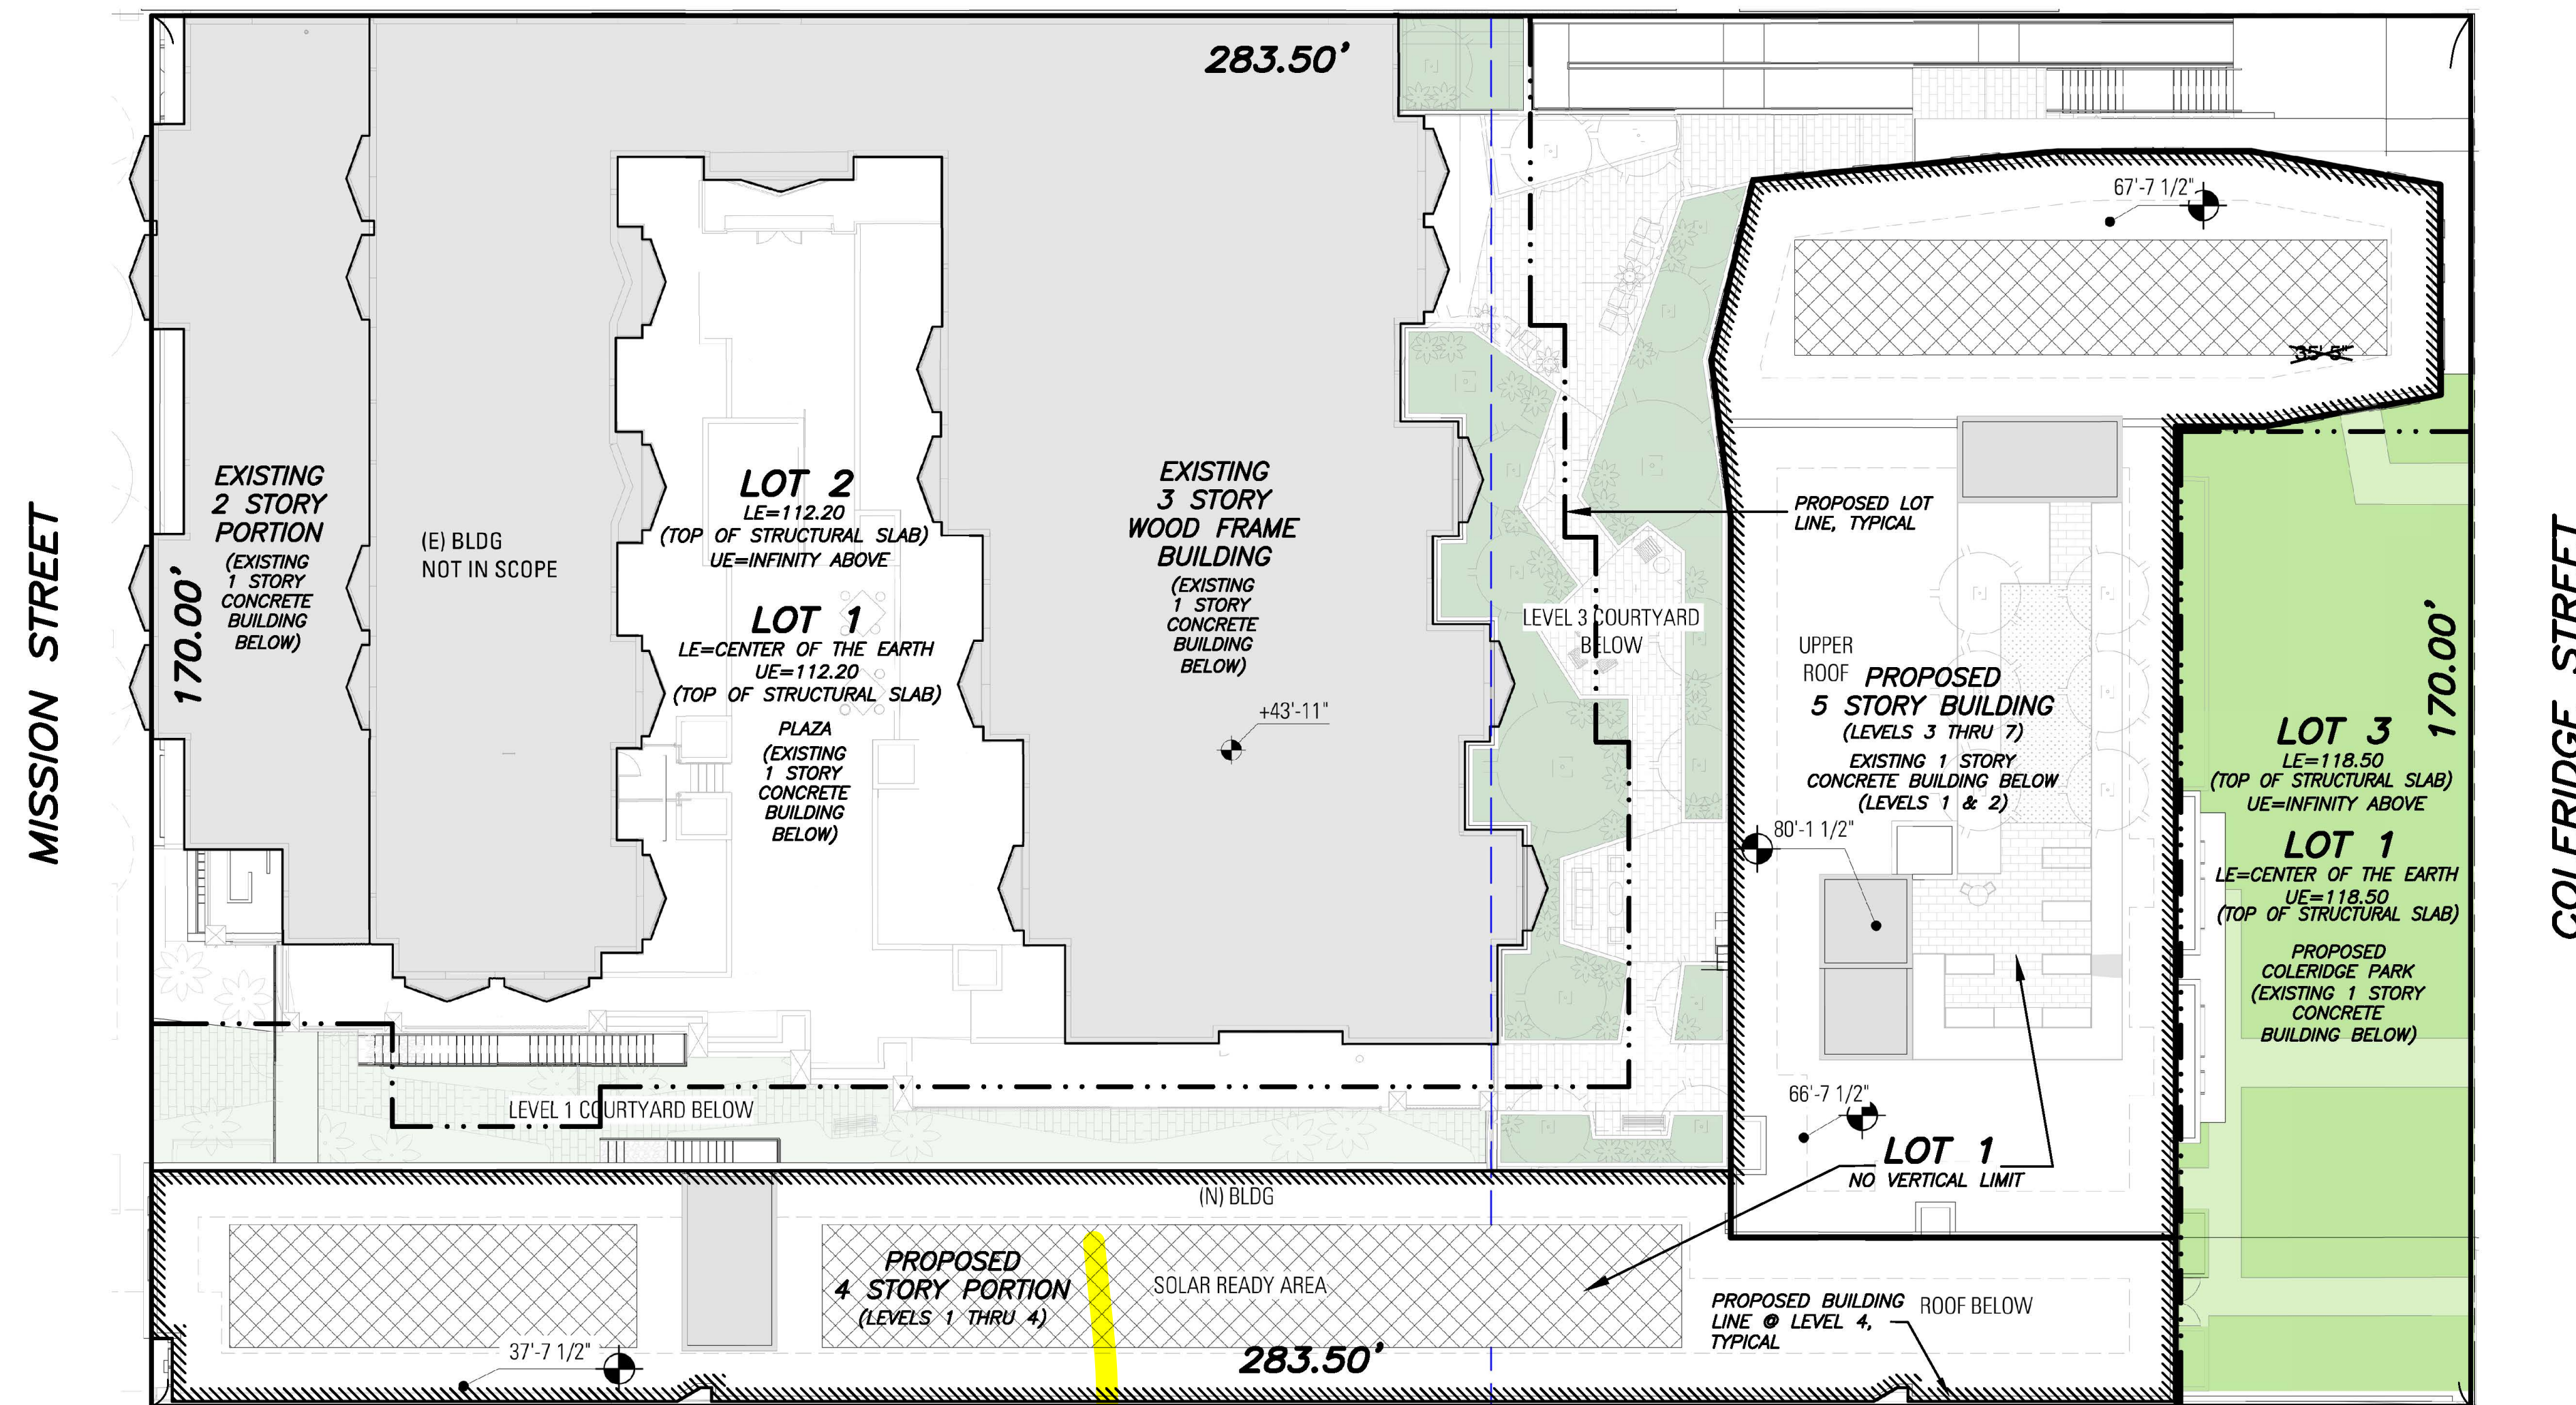 283.50'
67'-7 1/2"
35'-5"
MISSION STREET
170.00'
EXISTING
2 STORY
PORTION
(EXISTING
1 STORY
CONCRETE
BUILDING
BELOW)
(E) BLDG
NOT IN SCOPE
LOT 2
LE=112.20
(TOP OF STRUCTURAL SLAB)
UE=INFINITY ABOVE
LOT 1
LE=CENTER OF THE EARTH
UE=112.20
(TOP OF STRUCTURAL SLAB)
PLAZA
(EXISTING
1 STORY
CONCRETE
BUILDING
BELOW)
EXISTING
3 STORY
WOOD FRAME
BUILDING
(EXISTING
1 STORY
CONCRETE
BUILDING
BELOW)
+43'-11"
LEVEL 3 COURTYARD
BELOW
PROPOSED LOT
LINE, TYPICAL
UPPER
ROOF
PROPOSED
5 STORY BUILDING
(LEVELS 3 THRU 7)
EXISTING 1 STORY
CONCRETE BUILDING BELOW
(LEVELS 1 & 2)
80'-1 1/2"
66'-7 1/2"
LOT 1
NO VERTICAL LIMIT
170.00'
LOT 3
LE=118.50
(TOP OF STRUCTURAL SLAB)
UE=INFINITY ABOVE
LOT 1
LE=CENTER OF THE EARTH
UE=118.50
(TOP OF STRUCTURAL SLAB)
PROPOSED
COLERIDGE PARK
(EXISTING 1 STORY
CONCRETE
BUILDING BELOW)
COLERIDGE STREET
LEVEL 1 COURTYARD BELOW
(N) BLDG
PROPOSED
4 STORY PORTION
(LEVELS 1 THRU 4)
SOLAR READY AREA
37'-7 1/2"
283.50'
PROPOSED BUILDING
LINE @ LEVEL 4,
TYPICAL
ROOF BELOW